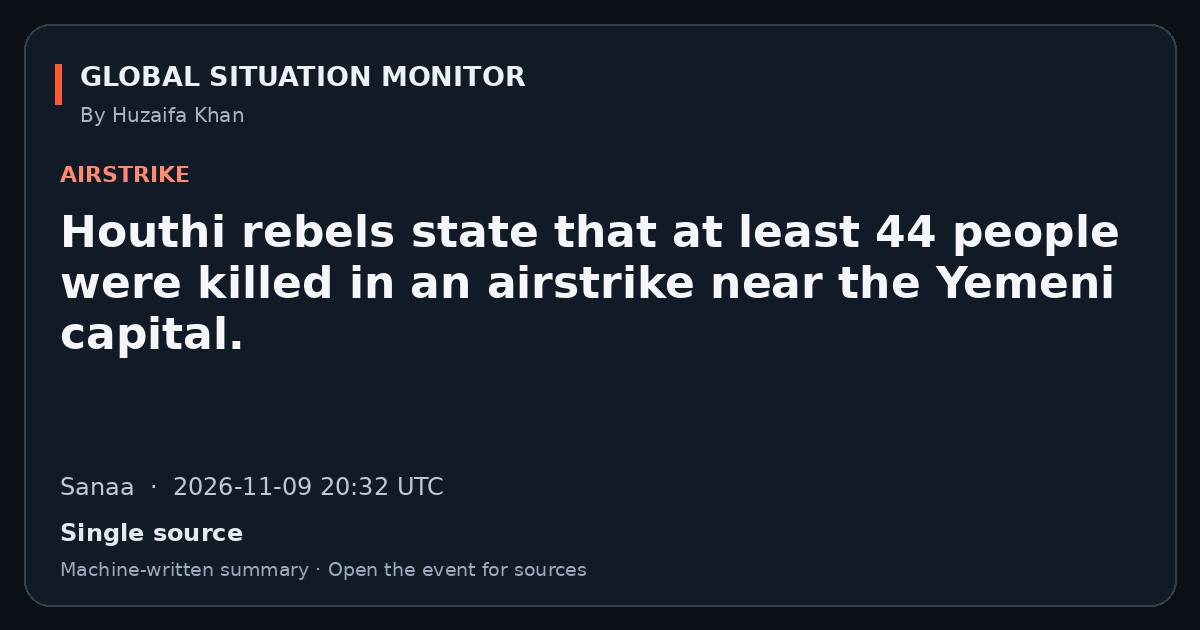 GLOBAL SITUATION MONITOR
By Huzaifa Khan
AIRSTRIKE
Houthi rebels state that at least 44 people
were killed in an airstrike near the Yemeni
capital.
Sanaa · 2026-11-09 20:32 UTC
Single source
Machine-written summary · Open the event for sources